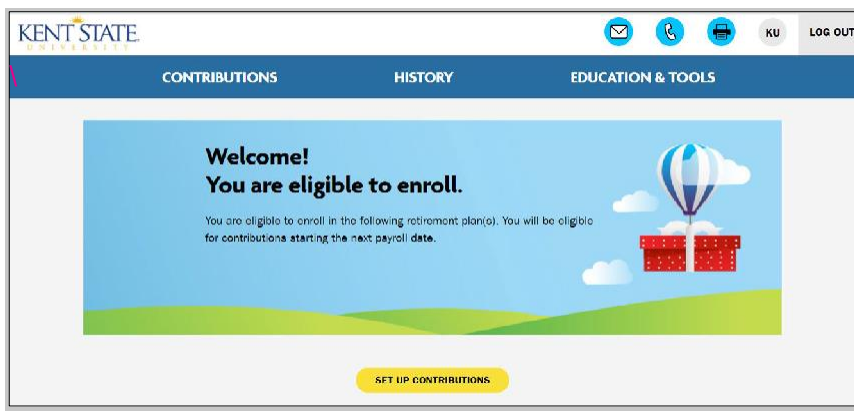 KENT STATE
UNIVERSITY
KU
LOG OUT
CONTRIBUTIONS
HISTORY
EDUCATION & TOOLS
Welcome!
You are eligible to enroll.
You are eligible to enroll in the following retirement plan(s). You will be eligible
for contributions starting the next payroll date.
SET UP CONTRIBUTIONS